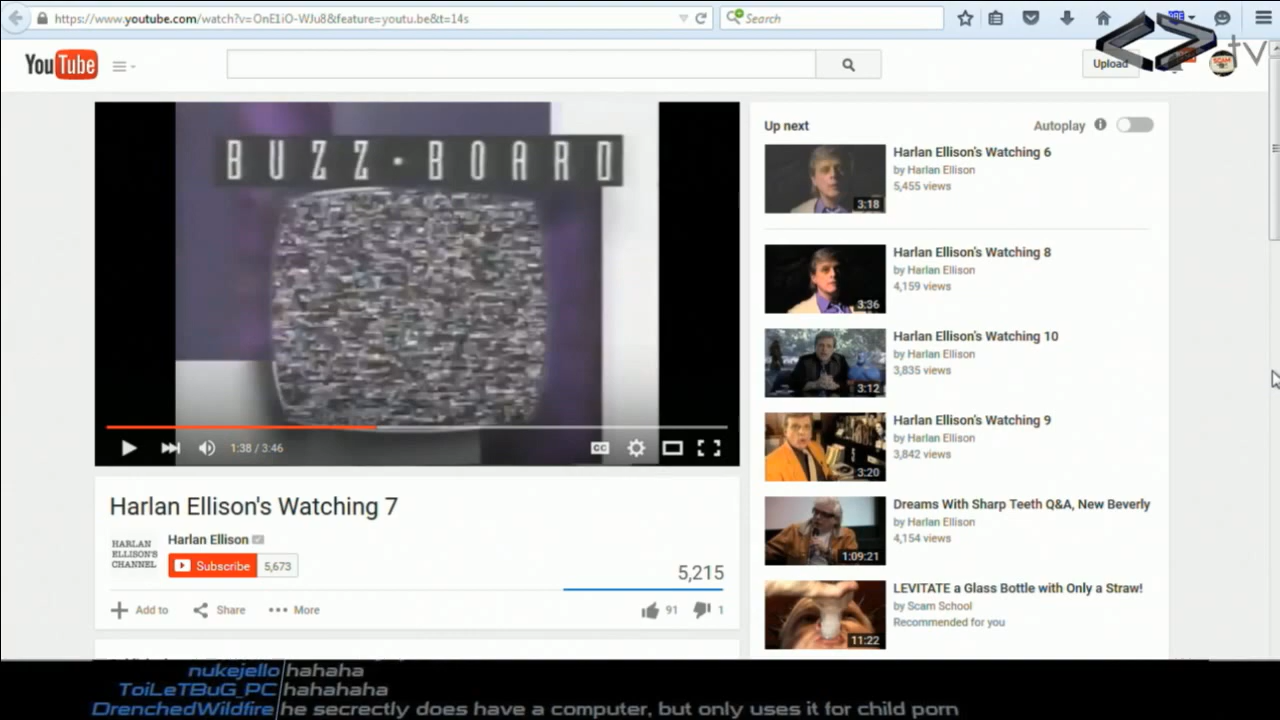 https://www.youtube.com/watch?v=OnE1iO-WJu8&feature=youtu.be&t=14s
Search
tv
YouTube
Upload
BUZZ·BOARD
1:38 / 3:46
CC
Harlan Ellison's Watching 7
HARLAN
ELLISON'S
CHANNEL
Harlan Ellison
Subscribe 5,673
5,215
Add to Share More 91 1
Up next Autoplay
3:18
Harlan Ellison's Watching 6
by Harlan Ellison
5,455 views
3:36
Harlan Ellison's Watching 8
by Harlan Ellison
4,159 views
3:12
Harlan Ellison's Watching 10
by Harlan Ellison
3,835 views
3:20
Harlan Ellison's Watching 9
by Harlan Ellison
3,842 views
1:09:21
Dreams With Sharp Teeth Q&A, New Beverly
by Harlan Ellison
4,154 views
11:22
LEVITATE a Glass Bottle with Only a Straw!
by Scam School
Recommended for you
nukejello hahaha
ToiLeTBuG_PC hahahaha
DrenchedWildfire he secrectly does have a computer, but only uses it for child porn